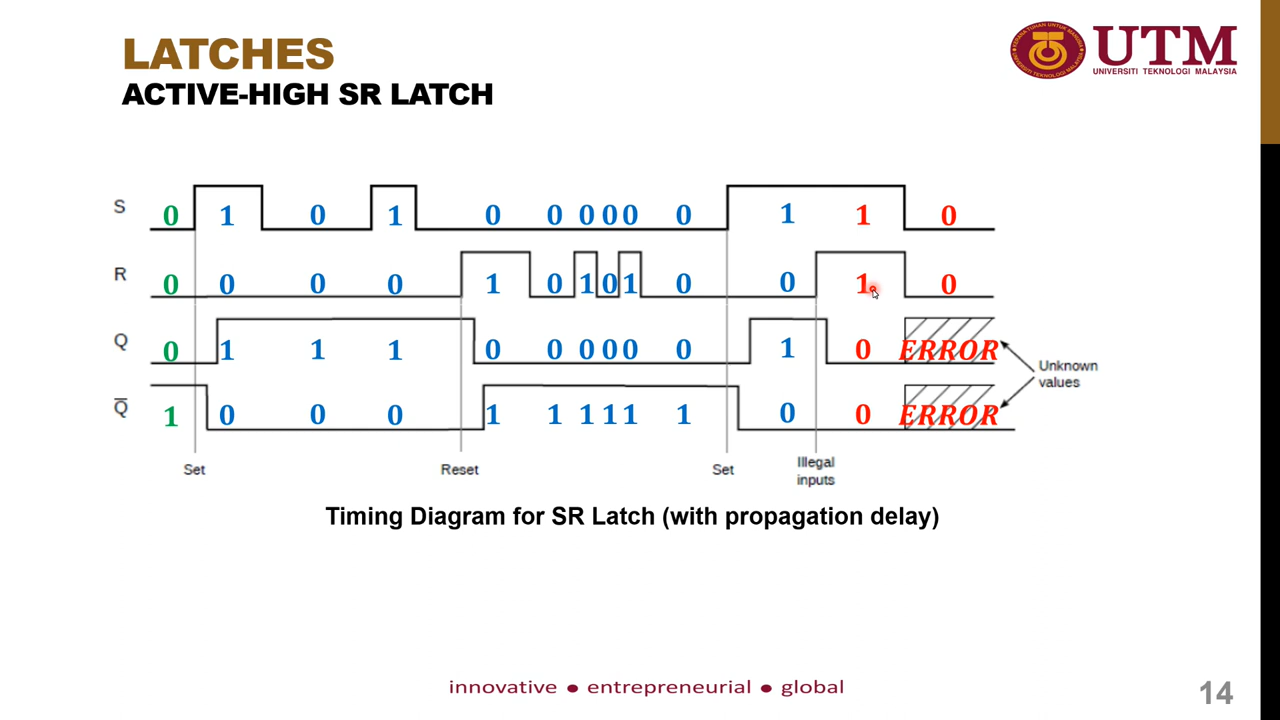 LATCHES
ACTIVE-HIGH SR LATCH
UTM
UNIVERSITI TEKNOLOGI MALAYSIA
S 0 1 0 1 0 0 0 0 0 0 1 1 0
R 0 0 0 0 1 0 1 0 1 0 0 1 0
Q 0 1 1 1 0 0 0 0 0 0 1 0 ERROR
Q̅ 1 0 0 0 1 1 1 1 1 1 0 0 ERROR
Unknown
values
Set Reset Set Illegal
inputs
Timing Diagram for SR Latch (with propagation delay)
innovative ● entrepreneurial ● global
14